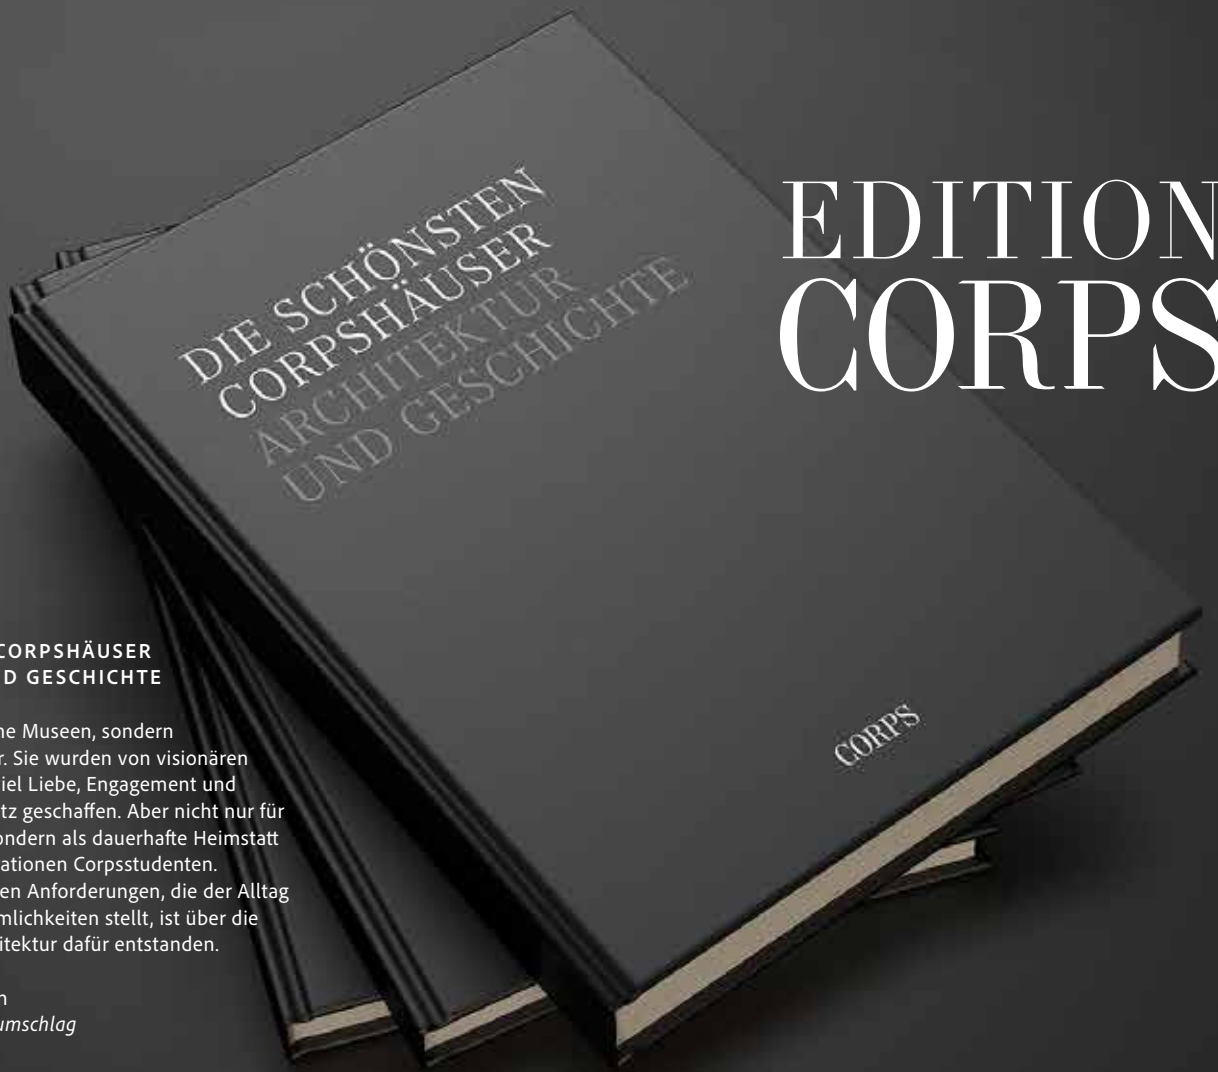 DIE SCHÖNSTEN
CORPSHÄUSER
ARCHITEKTUR
UND GESCHICHTE
CORPS
EDITION
CORPS
CORPSHÄUSER
D GESCHICHTE
ne Museen, sondern
r. Sie wurden von visionären
iel Liebe, Engagement und
tz geschaffen. Aber nicht nur für
ondern als dauerhafte Heimstatt
ationen Corpsstudenten.
en Anforderungen, die der Alltag
mlichkeiten stellt, ist über die
itektur dafür entstanden.
n
umschlag